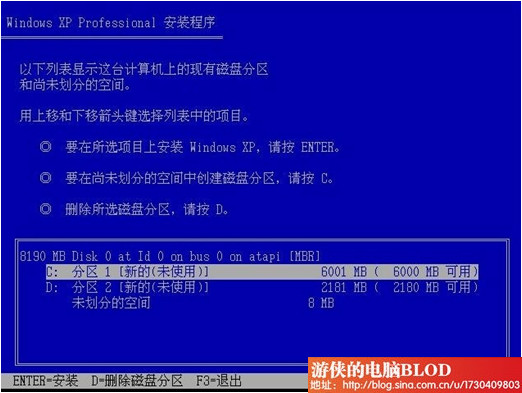 Windows XP Professional 安装程序
以下列表显示这台计算机上的现有磁盘分区
和尚未划分的空间。
用上移和下移箭头键选择列表中的项目。
◎ 要在所选项目上安装 Windows XP，请按 ENTER。
◎ 要在尚未划分的空间中创建磁盘分区，请按 C。
◎ 删除所选磁盘分区，请按 D。
8190 MB Disk 0 at Id 0 on bus 0 on atapi [MBR]
C: 分区 1 [新的(未使用)] 6001 MB ( 6000 MB 可用)
D: 分区 2 [新的(未使用)] 2181 MB ( 2180 MB 可用)
未划分的空间 8 MB
ENTER=安装 D=删除磁盘分区 F3=退出
游侠的电脑BLOD
地址：http://blog.sina.com.cn/u/1730409803